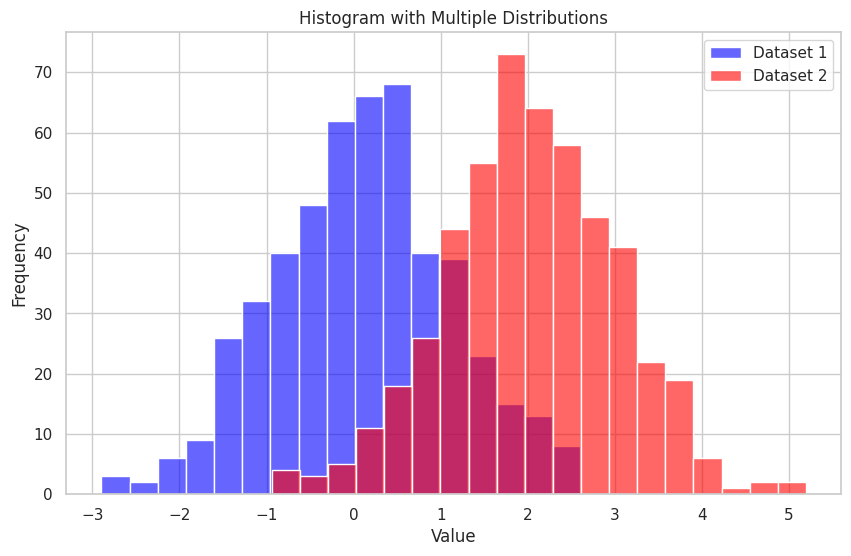 Histogram with Multiple Distributions
Dataset 1
Dataset 2
Frequency
70
60
50
40
30
20
10
0
−3 −2 −1 0 1 2 3 4 5
Value